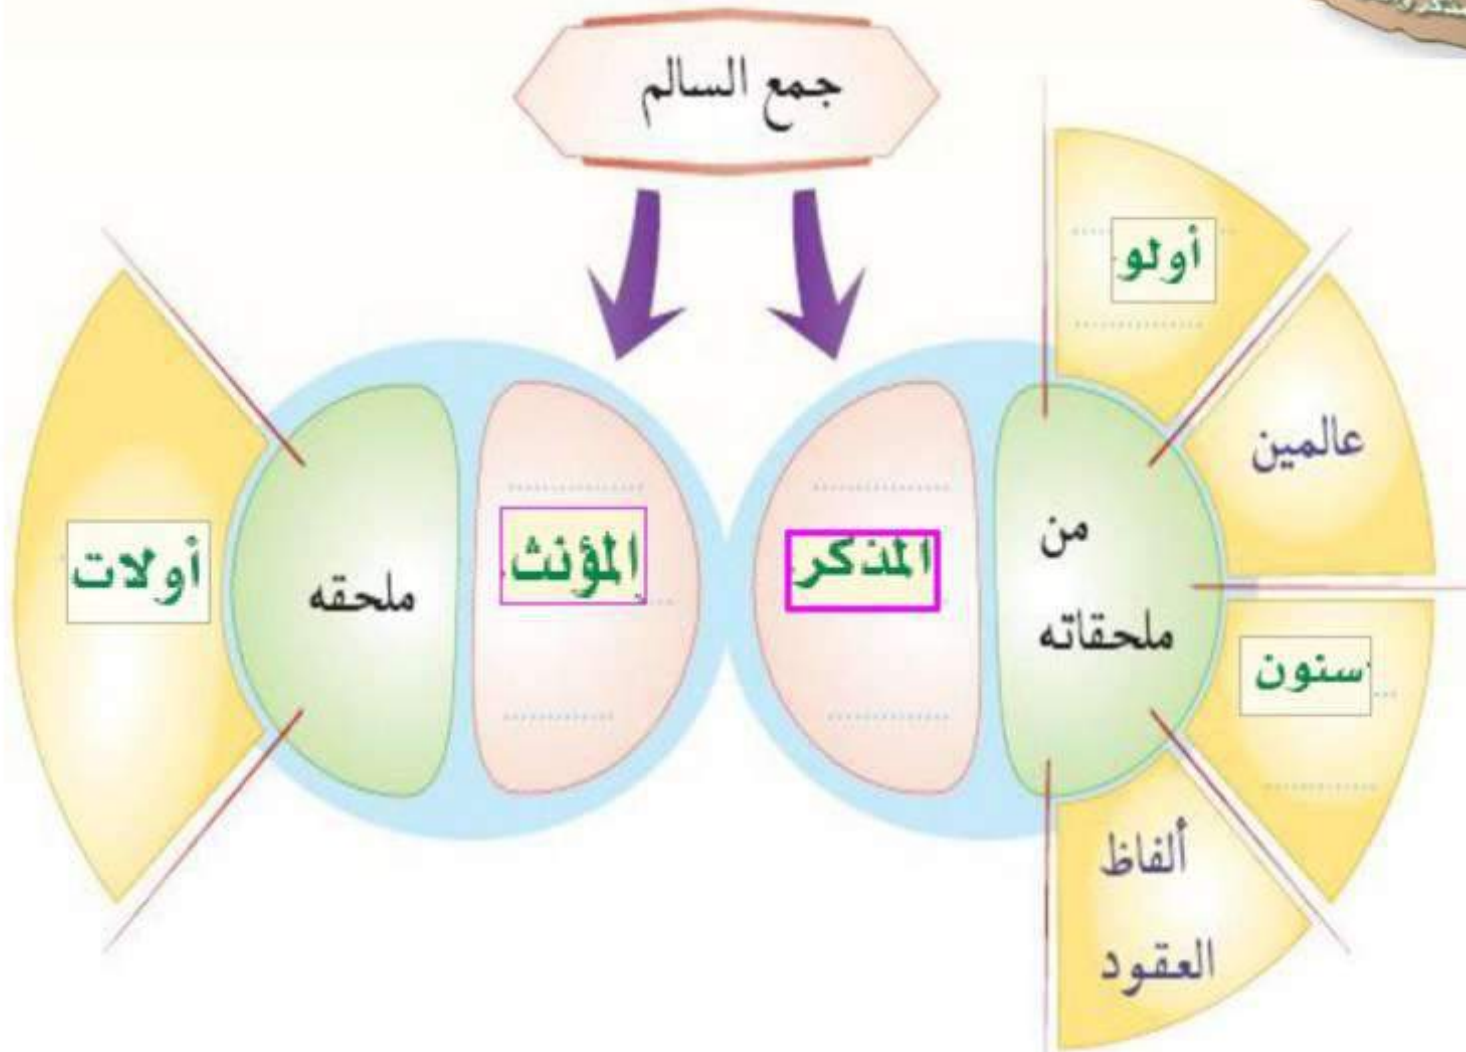 جمع السالم
أولو
عالمين
من
ملحقاته
المذكر
المؤنث
ملحقه
أولات
سنون
ألفاظ
العقود